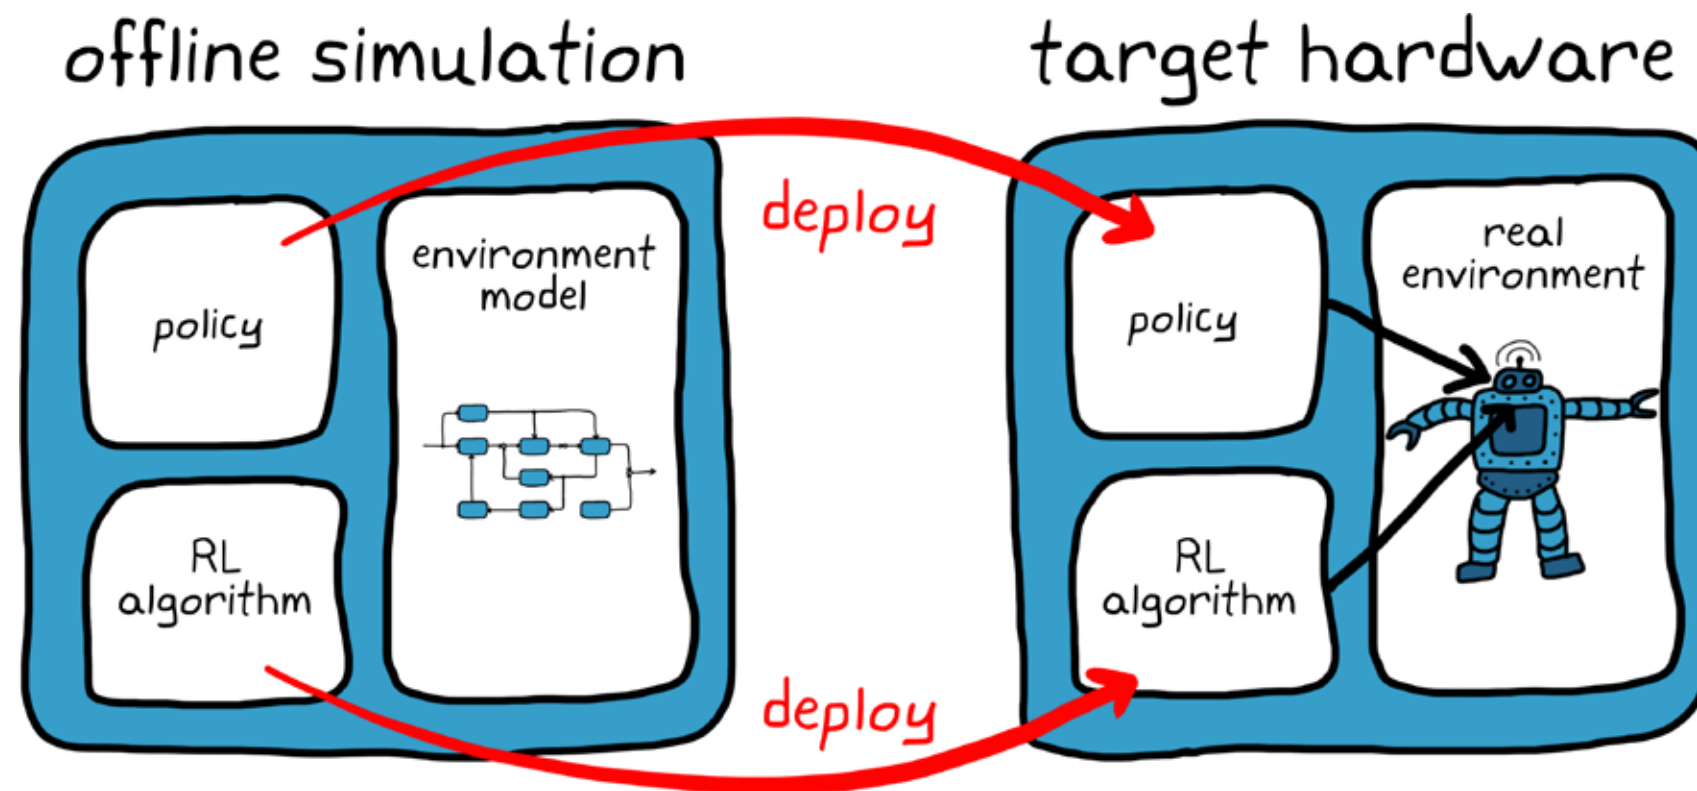 offline simulation
target hardware
policy
environment
model
RL
algorithm
deploy
deploy
policy
real
environment
RL
algorithm